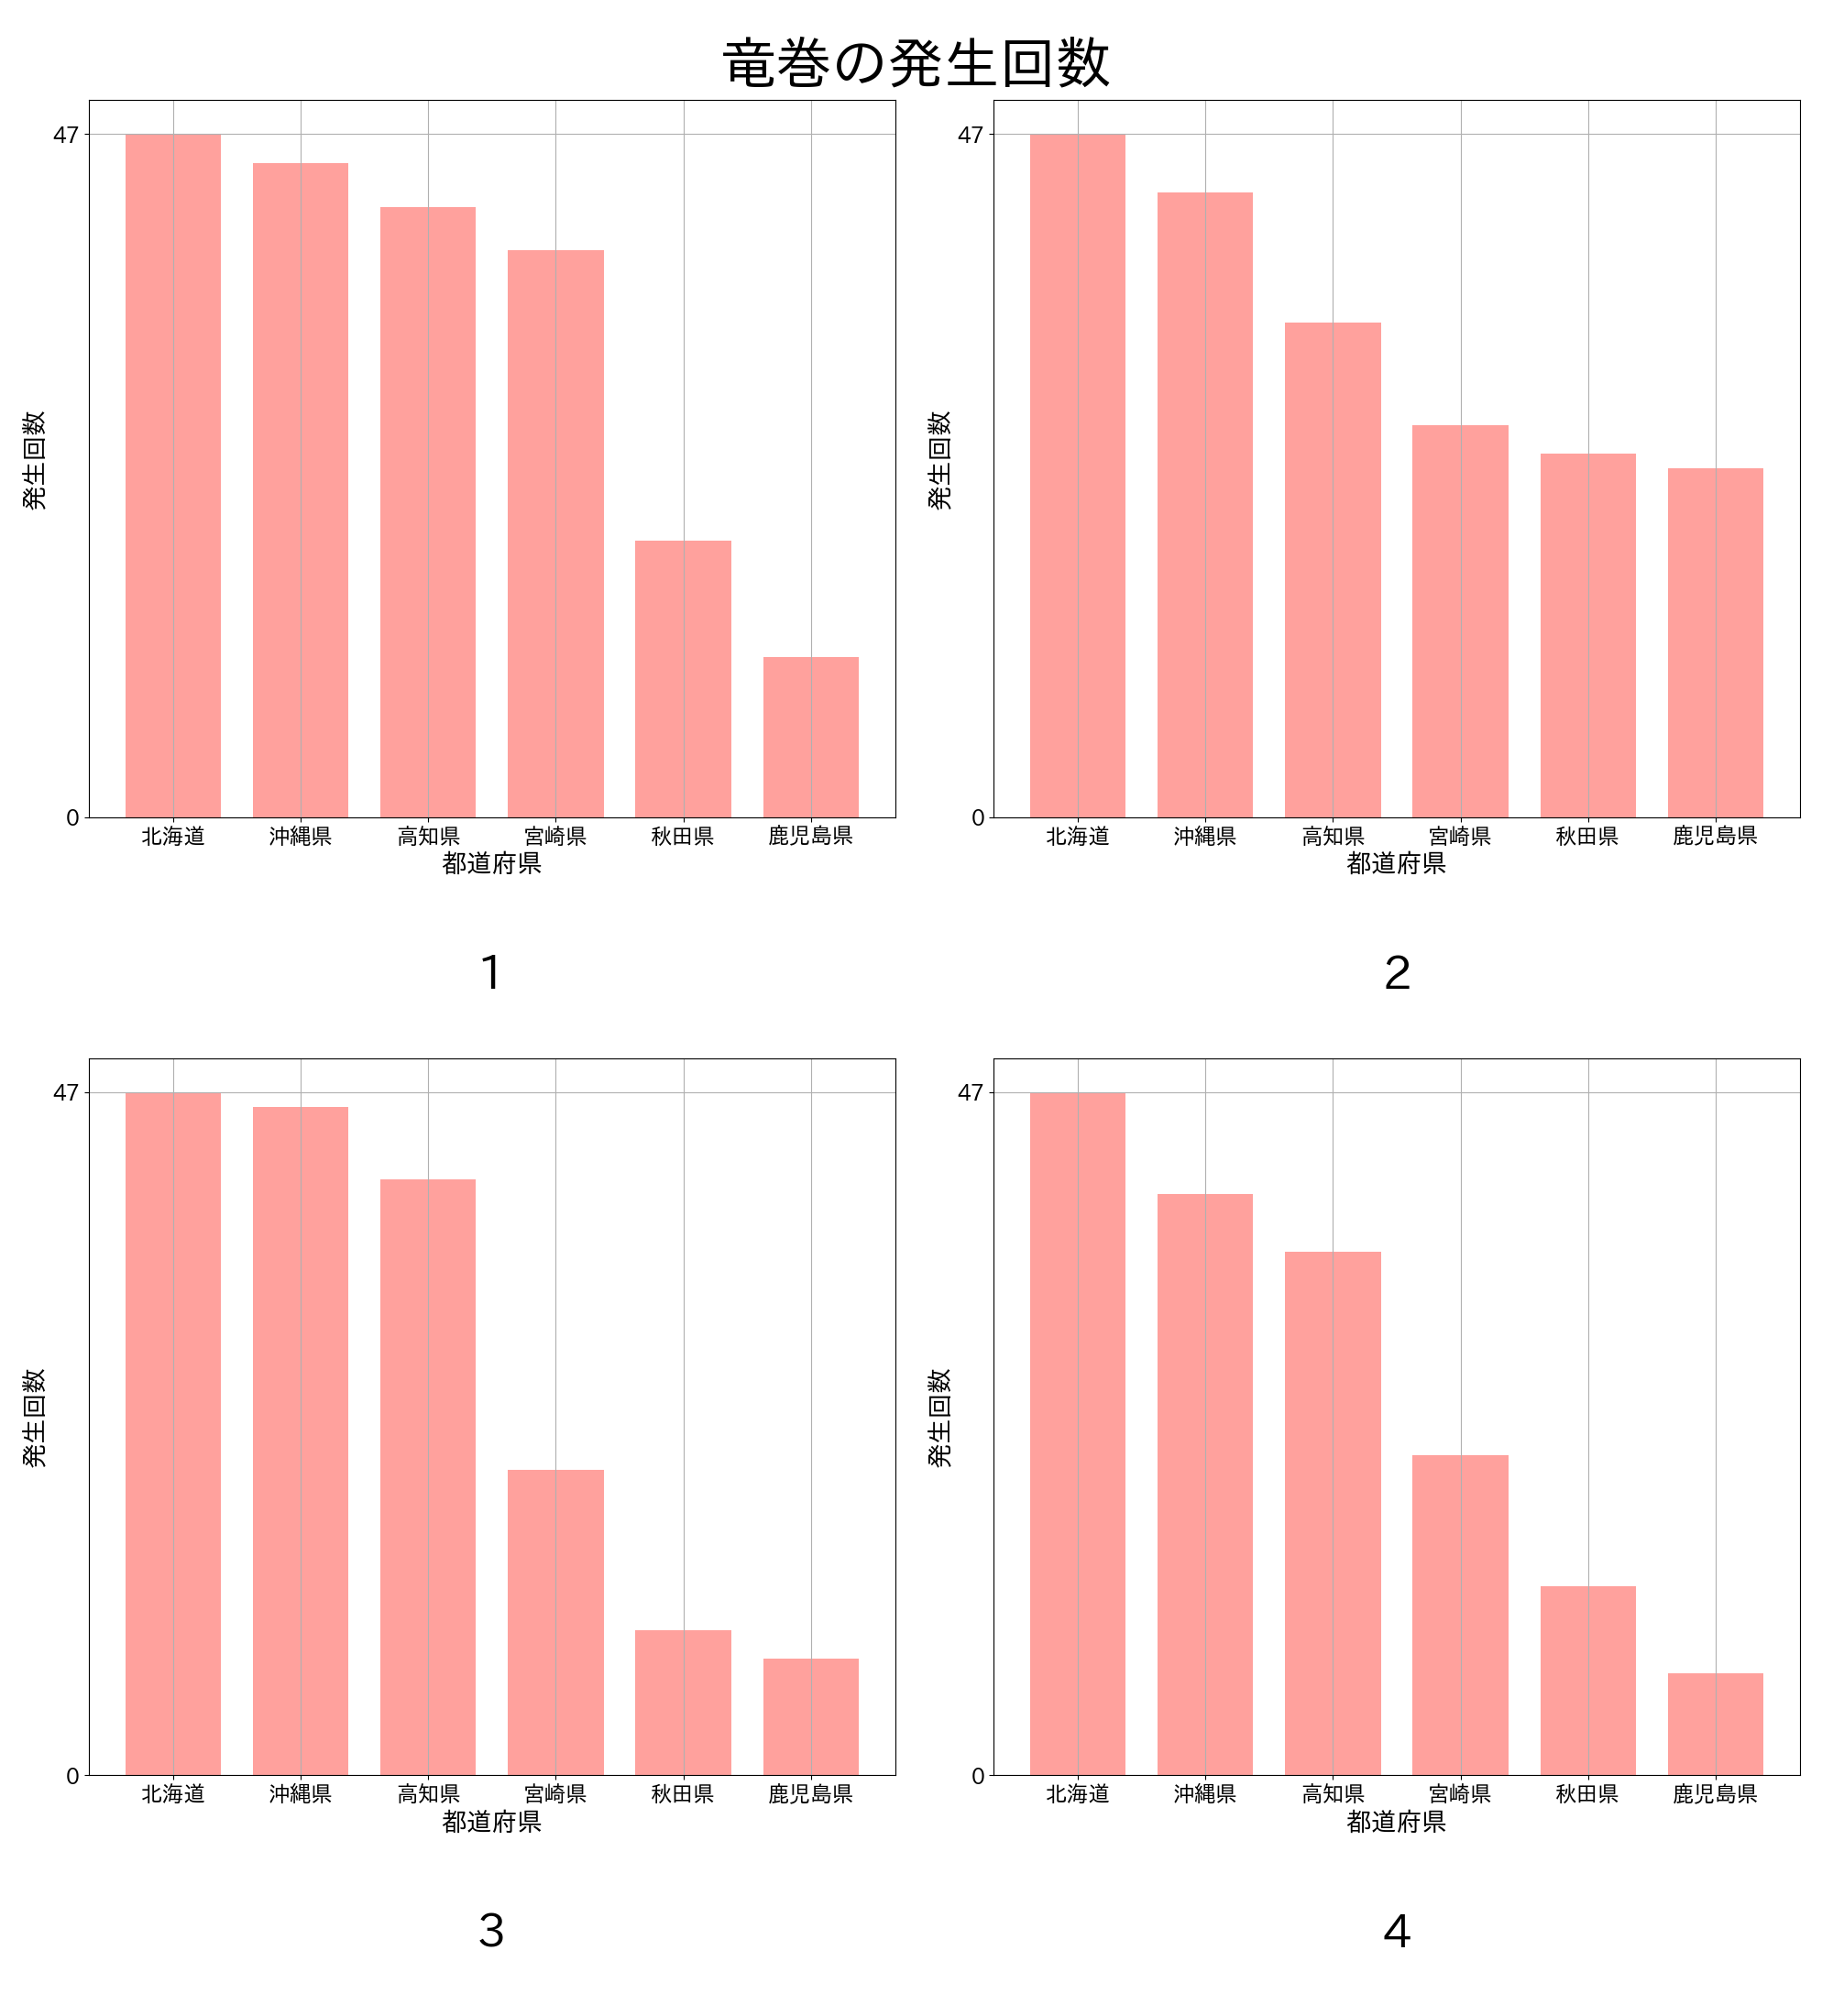 竜巻の発生回数
47
0
発生回数
北海道 沖縄県 高知県 宮崎県 秋田県 鹿児島県
都道府県
1
47
0
発生回数
北海道 沖縄県 高知県 宮崎県 秋田県 鹿児島県
都道府県
2
47
0
発生回数
北海道 沖縄県 高知県 宮崎県 秋田県 鹿児島県
都道府県
3
47
0
発生回数
北海道 沖縄県 高知県 宮崎県 秋田県 鹿児島県
都道府県
4